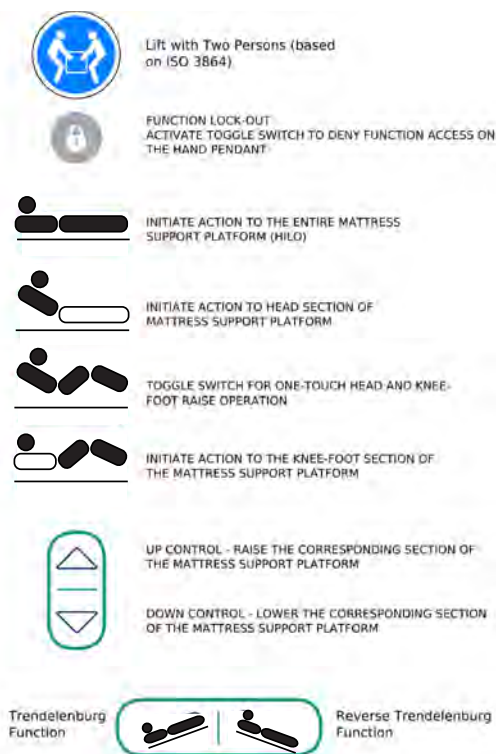 Lift with Two Persons (based
on ISO 3864)
FUNCTION LOCK-OUT
ACTIVATE TOGGLE SWITCH TO DENY FUNCTION ACCESS ON
THE HAND PENDANT
INITIATE ACTION TO THE ENTIRE MATTRESS
SUPPORT PLATFORM (HILO)
INITIATE ACTION TO HEAD SECTION OF
MATTRESS SUPPORT PLATFORM
TOGGLE SWITCH FOR ONE-TOUCH HEAD AND KNEE-
FOOT RAISE OPERATION
INITIATE ACTION TO THE KNEE-FOOT SECTION OF
THE MATTRESS SUPPORT PLATFORM
UP CONTROL - RAISE THE CORRESPONDING SECTION OF
THE MATTRESS SUPPORT PLATFORM
DOWN CONTROL - LOWER THE CORRESPONDING SECTION
OF THE MATTRESS SUPPORT PLATFORM
Trendelenburg
Function
Reverse Trendelenburg
Function